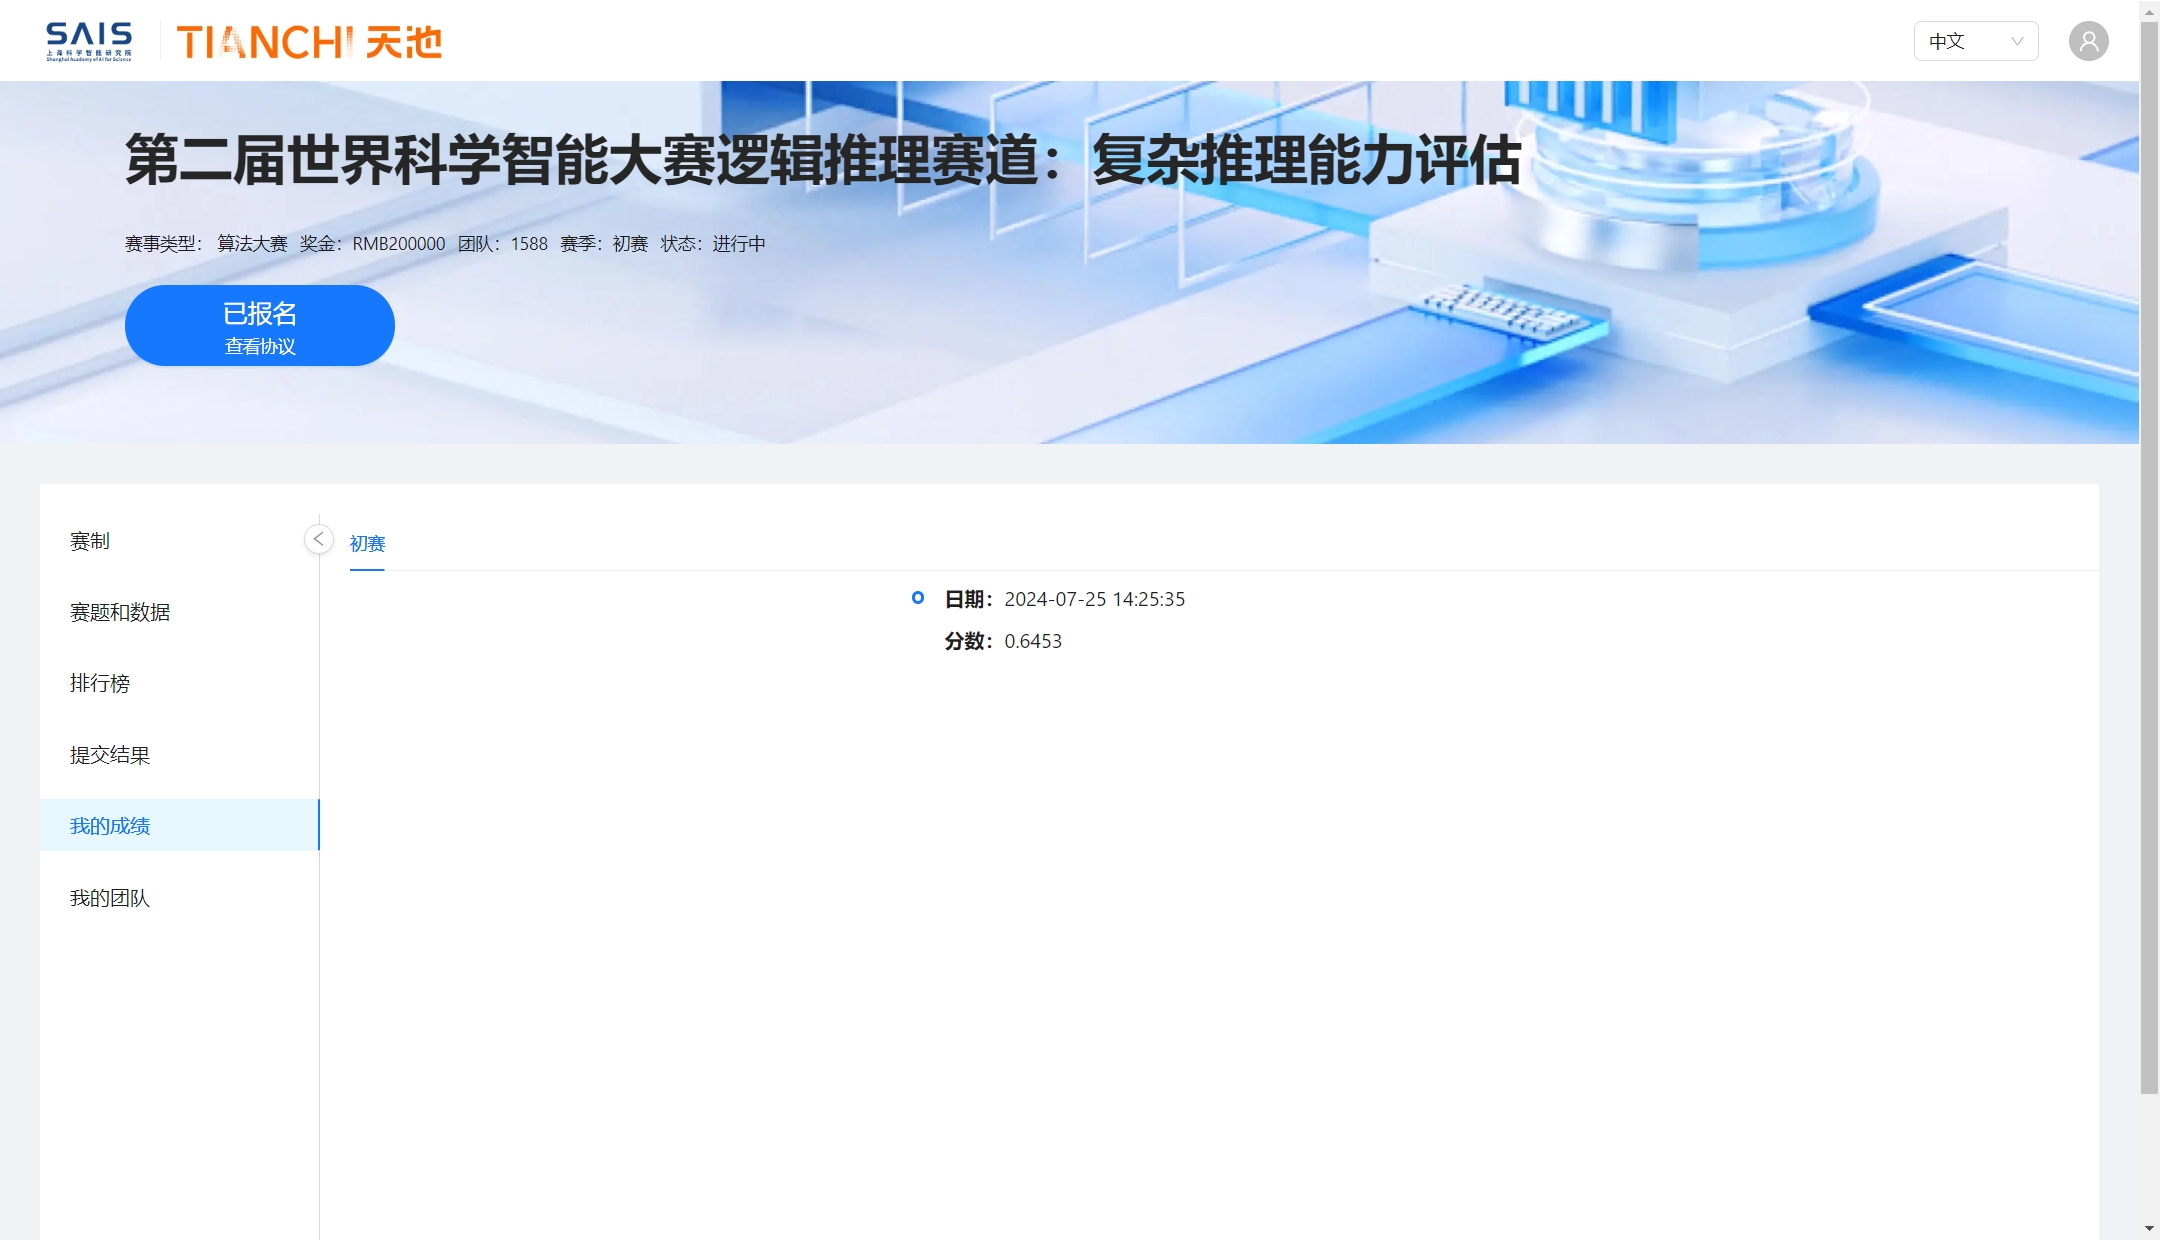 SAIS
上海科学智能研究院
Shanghai Academy of AI for Science
TIANCHI 天池
中文
第二届世界科学智能大赛逻辑推理赛道：复杂推理能力评估
赛事类型： 算法大赛 奖金：RMB200000 团队：1588 赛季：初赛 状态：进行中
已报名
查看协议
赛制
赛题和数据
排行榜
提交结果
我的成绩
我的团队
初赛
日期：2024-07-25 14:25:35
分数：0.6453